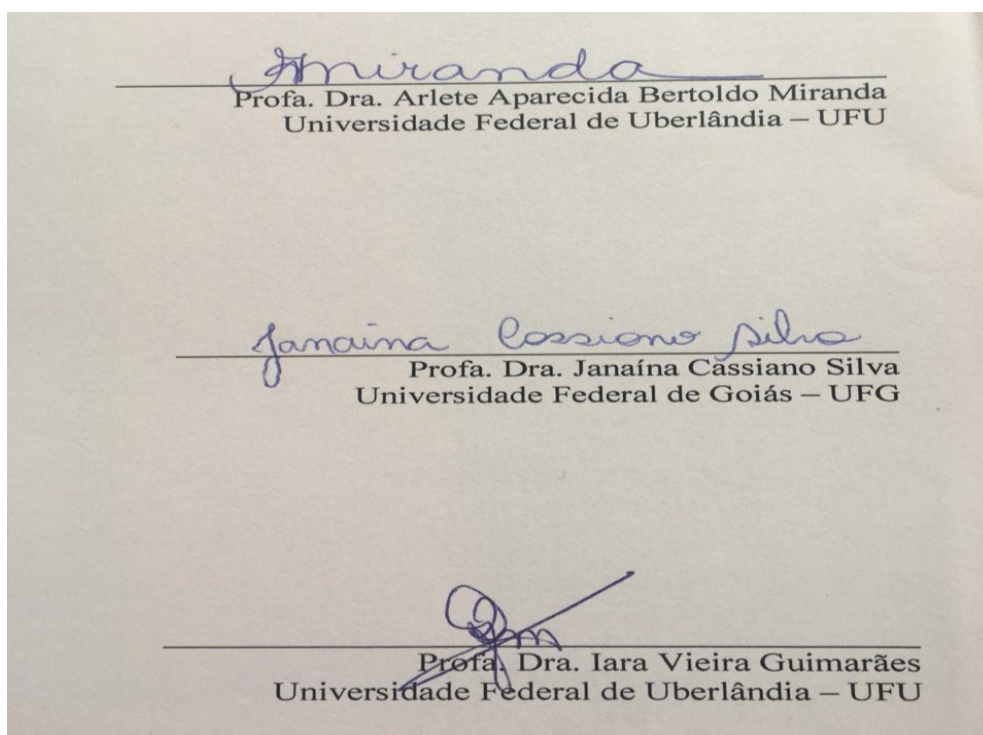 Amiranda
Profa. Dra. Arlete Aparecida Bertoldo Miranda
Universidade Federal de Uberlândia – UFU
Janaina Cassiano Silva
Profa. Dra. Janaína Cassiano Silva
Universidade Federal de Goiás – UFG
Profa. Dra. Iara Vieira Guimarães
Universidade Federal de Uberlândia – UFU